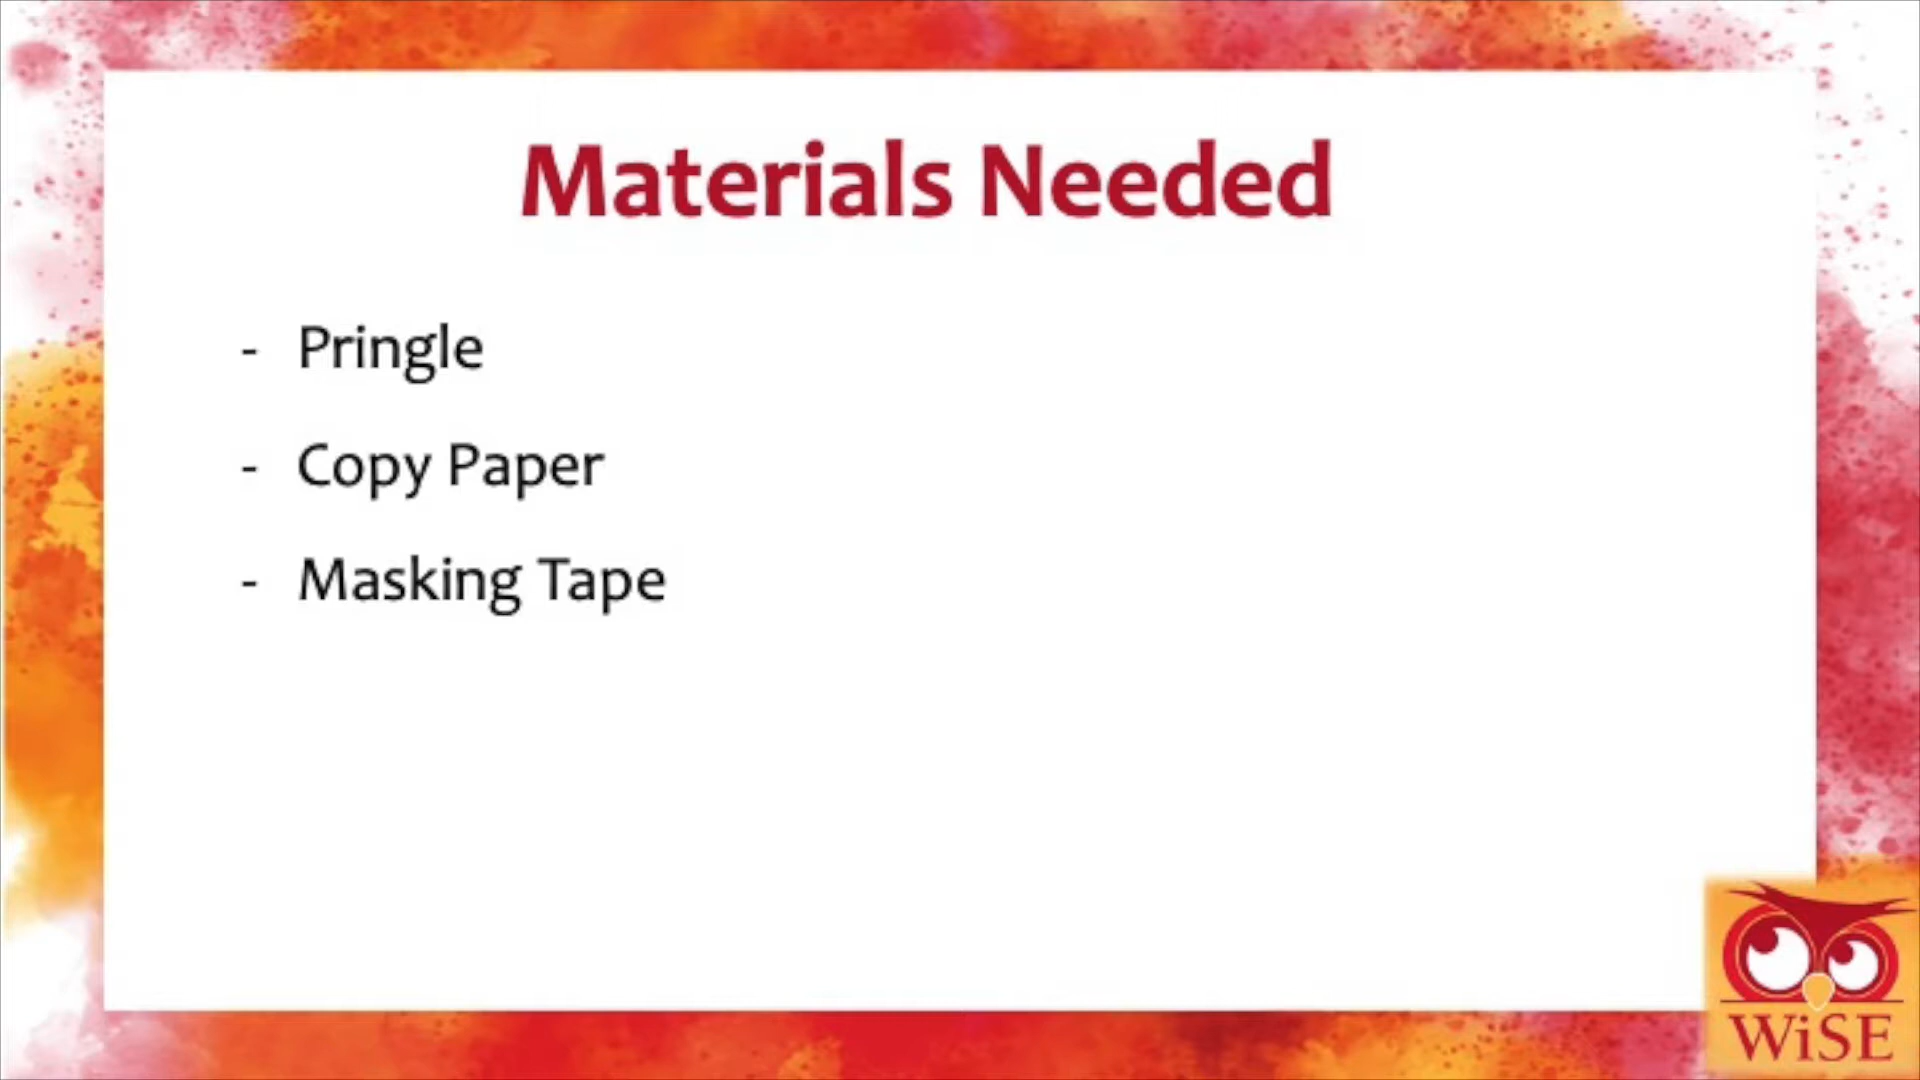 Materials Needed
- Pringle
- Copy Paper
- Masking Tape
WiSE